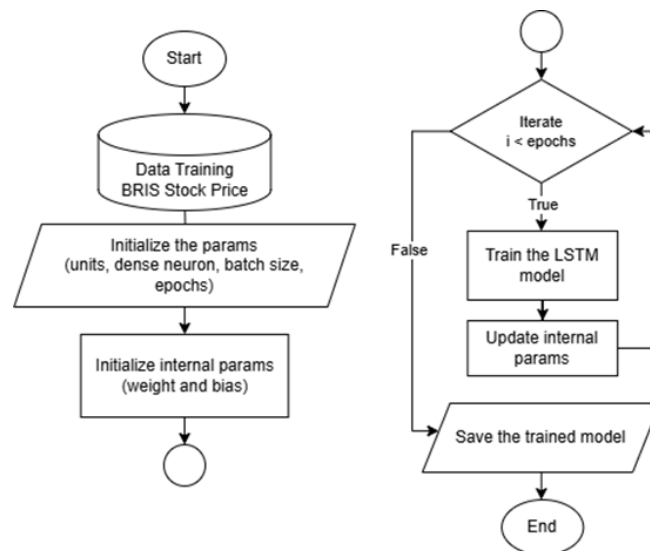 Start
Data Training
BRIS Stock Price
Initialize the params
(units, dense neuron, batch size,
epochs)
Initialize internal params
(weight and bias)
Iterate
i < epochs
True
False
Train the LSTM
model
Update internal
params
Save the trained model
End